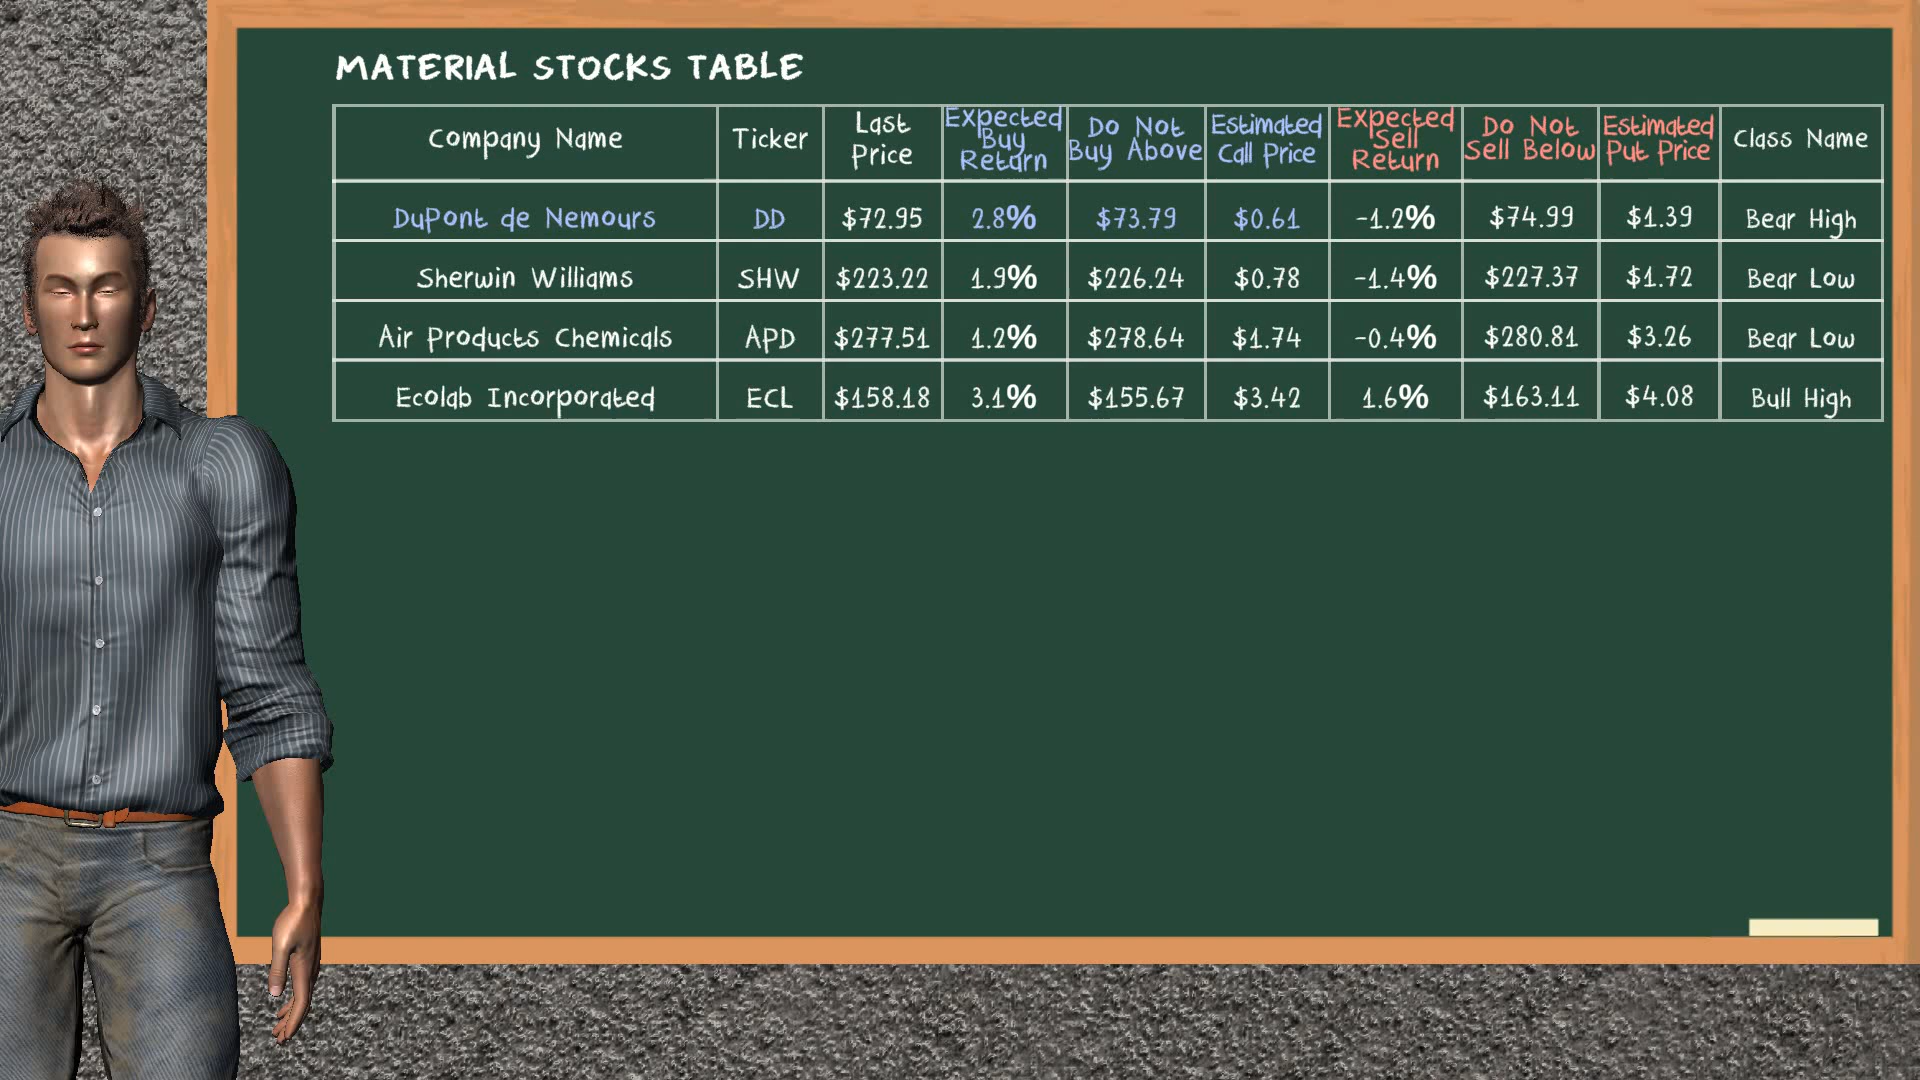 MATERIAL STOCKS TABLE
Company Name Ticker Last Price Expected Buy Return Do Not Buy Above Estimated Call Price Expected Sell Return Do Not Sell Below Estimated Put Price Class Name
DuPont de Nemours DD $72.95 2.8% $73.79 $0.61 -1.2% $74.99 $1.39 Bear High
Sherwin Williams SHW $223.22 1.9% $226.24 $0.78 -1.4% $227.37 $1.72 Bear Low
Air Products Chemicals APD $277.51 1.2% $278.64 $1.74 -0.4% $280.81 $3.26 Bear Low
Ecolab Incorporated ECL $158.18 3.1% $155.67 $3.42 1.6% $163.11 $4.08 Bull High